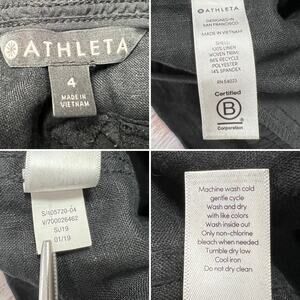 ATHLETA
4
MADE IN
VIETNAM
ATHLETA
DESIGNED IN
SAN FRANCISCO
MADE IN VIETNAM
SHELL:
100% LINEN
WOVEN TRIM:
86% RECYCLED
POLYESTER
14% SPANDEX
RN 54023
Certified
B
Corporation
S/405720-04
V/700026462
SU19
01/19
Machine wash cold
gentle cycle
Wash and dry
with like colors
Wash inside out
Only non-chlorine
bleach when needed
Tumble dry low
Cool iron
Do not dry clean